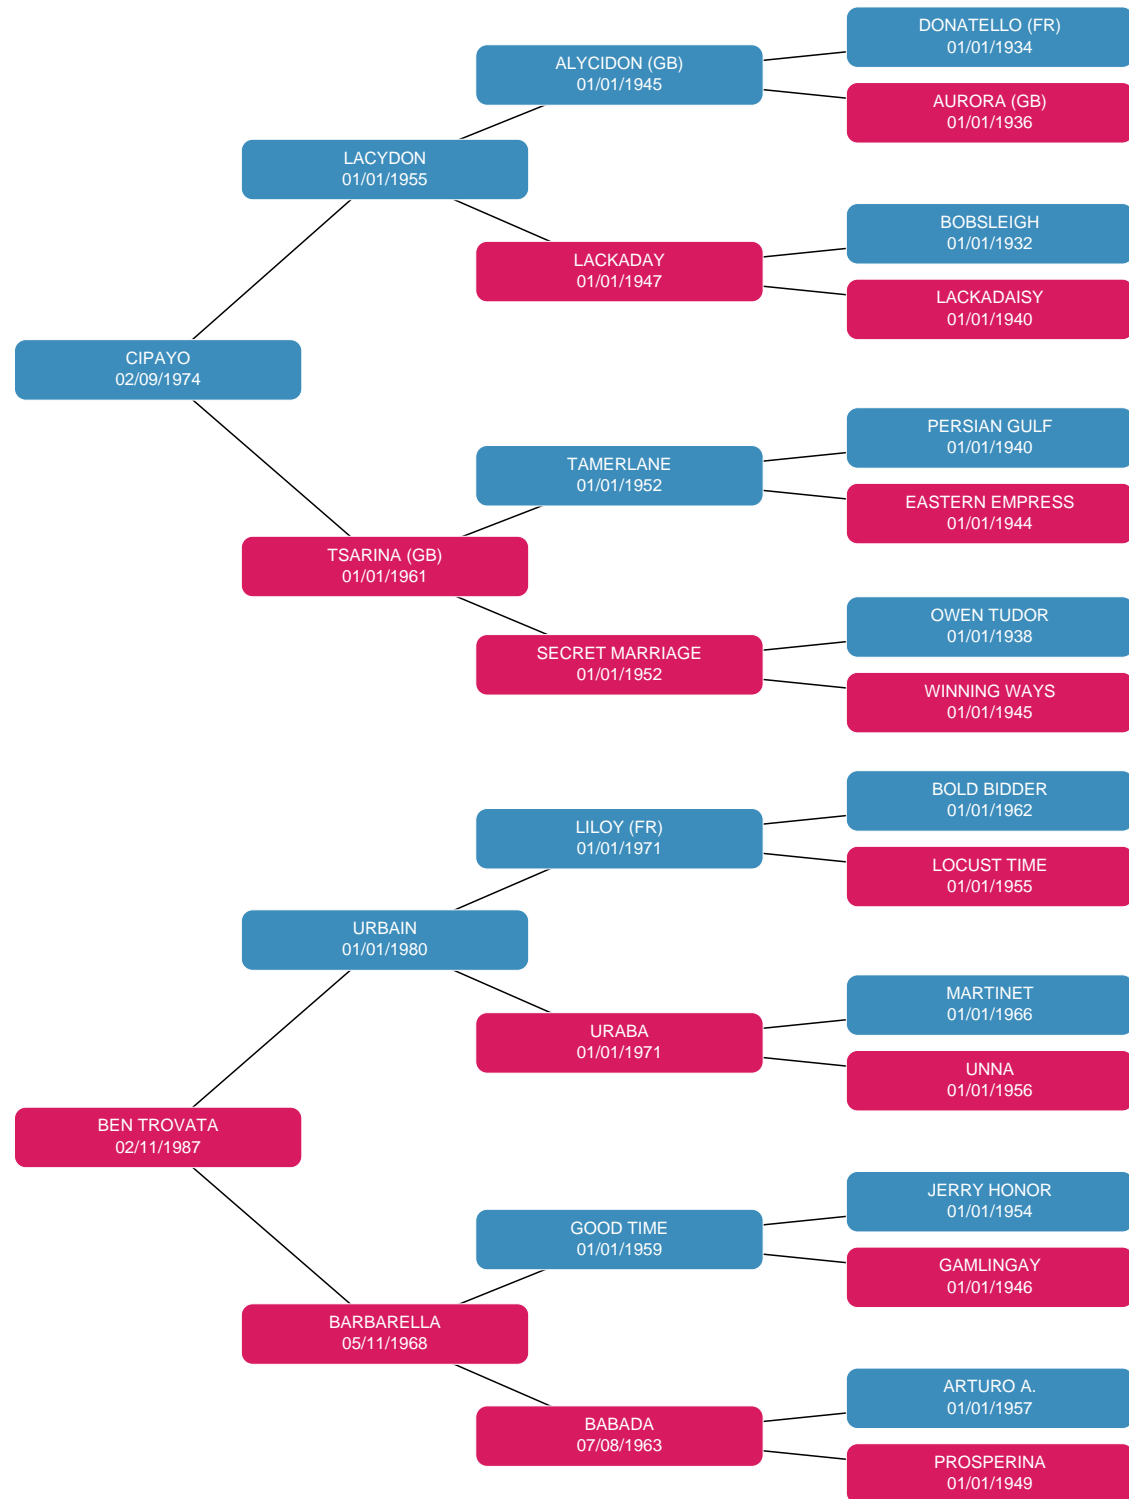 DONATELLO (FR)
01/01/1934
ALYCIDON (GB)
01/01/1945
AURORA (GB)
01/01/1936
LACYDON
01/01/1955
BOBSLEIGH
01/01/1932
LACKADAY
01/01/1947
LACKADAISY
01/01/1940
CIPAYO
02/09/1974
PERSIAN GULF
01/01/1940
TAMERLANE
01/01/1952
EASTERN EMPRESS
01/01/1944
TSARINA (GB)
01/01/1961
OWEN TUDOR
01/01/1938
SECRET MARRIAGE
01/01/1952
WINNING WAYS
01/01/1945
BOLD BIDDER
01/01/1962
LILOY (FR)
01/01/1971
LOCUST TIME
01/01/1955
URBAIN
01/01/1980
MARTINET
01/01/1966
URABA
01/01/1971
UNNA
01/01/1956
BEN TROVATA
02/11/1987
JERRY HONOR
01/01/1954
GOOD TIME
01/01/1959
GAMLINGAY
01/01/1946
BARBARELLA
05/11/1968
ARTURO A.
01/01/1957
BABADA
07/08/1963
PROSPERINA
01/01/1949